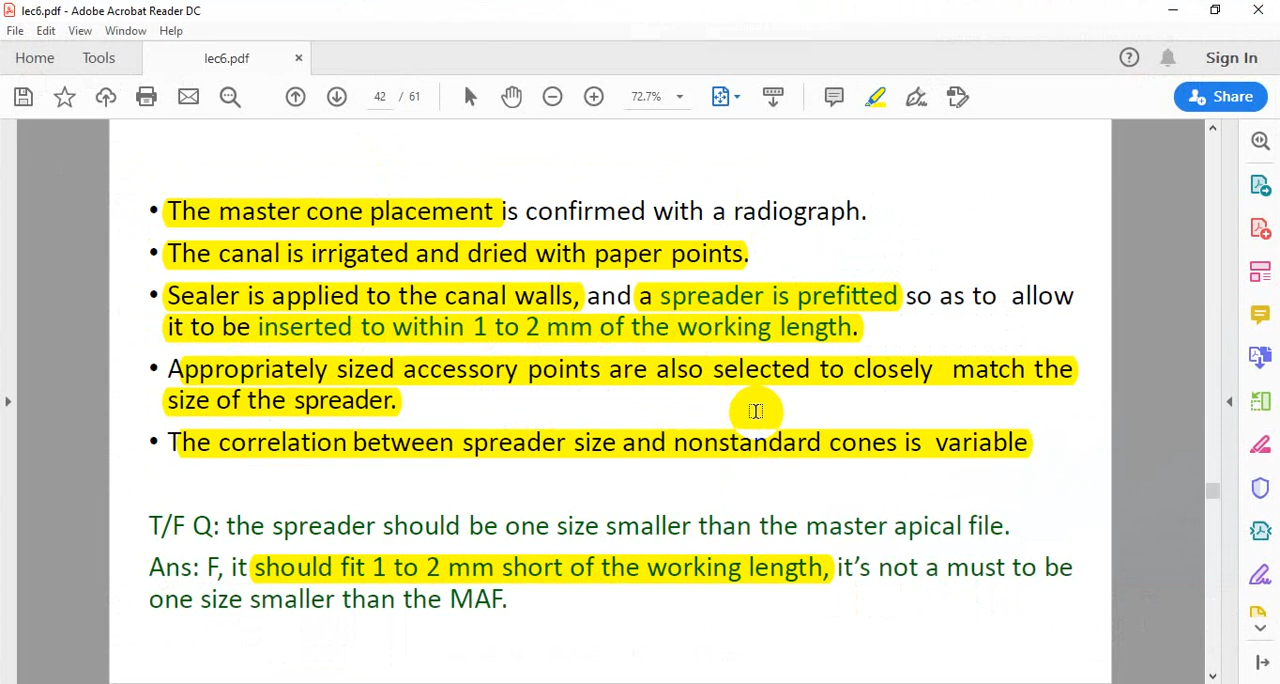 lec6.pdf - Adobe Acrobat Reader DC
File Edit View Window Help
Home Tools lec6.pdf × Sign In
42 / 61 72.7% Share
• The master cone placement is confirmed with a radiograph.
• The canal is irrigated and dried with paper points.
• Sealer is applied to the canal walls, and a spreader is prefitted so as to allow
it to be inserted to within 1 to 2 mm of the working length.
• Appropriately sized accessory points are also selected to closely match the
size of the spreader.
• The correlation between spreader size and nonstandard cones is variable
T/F Q: the spreader should be one size smaller than the master apical file.
Ans: F, it should fit 1 to 2 mm short of the working length, it’s not a must to be
one size smaller than the MAF.